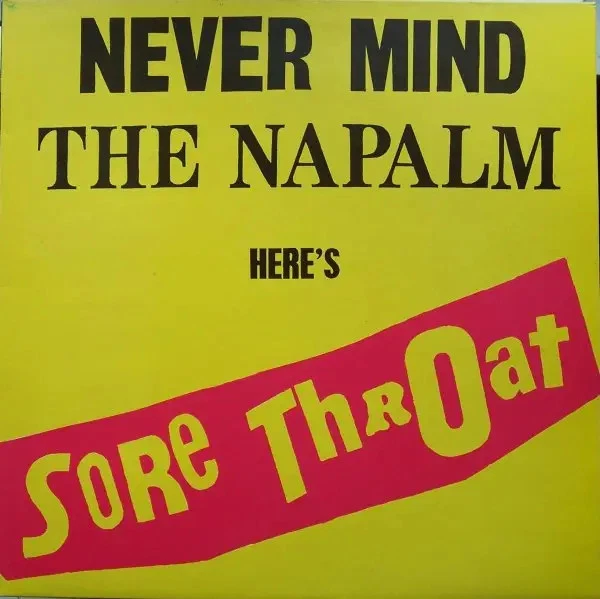 NEVER MIND
THE NAPALM
HERE'S
SORe ThROat